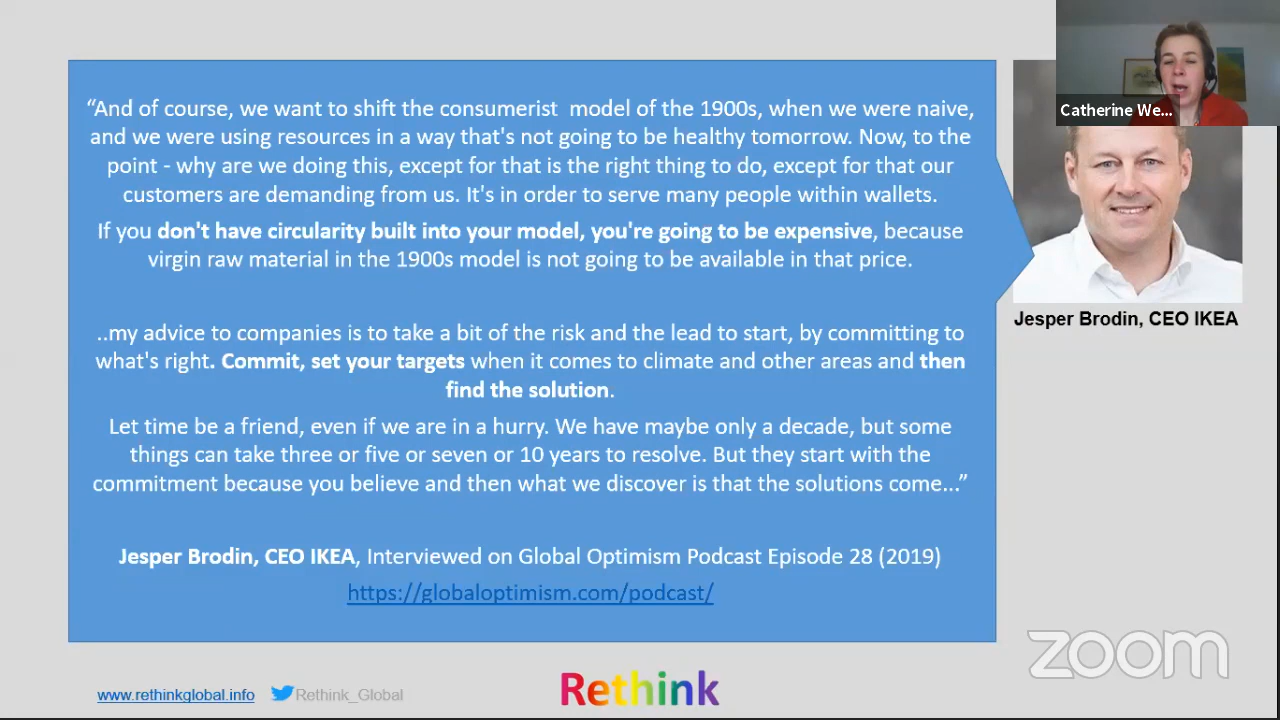 “And of course, we want to shift the consumerist  model of the 1900s, when we were naive,
and we were using resources in a way that's not going to be healthy tomorrow. Now, to the
point - why are we doing this, except for that is the right thing to do, except for that our
customers are demanding from us. It's in order to serve many people within wallets.
If you don't have circularity built into your model, you're going to be expensive, because
virgin raw material in the 1900s model is not going to be available in that price.
..my advice to companies is to take a bit of the risk and the lead to start, by committing to
what's right. Commit, set your targets when it comes to climate and other areas and then
find the solution.
Let time be a friend, even if we are in a hurry. We have maybe only a decade, but some
things can take three or five or seven or 10 years to resolve. But they start with the
commitment because you believe and then what we discover is that the solutions come...”
Jesper Brodin, CEO IKEA, Interviewed on Global Optimism Podcast Episode 28 (2019)
https://globaloptimism.com/podcast/
Catherine We...
Jesper Brodin, CEO IKEA
zoom
www.rethinkglobal.info
Rethink_Global
Rethink